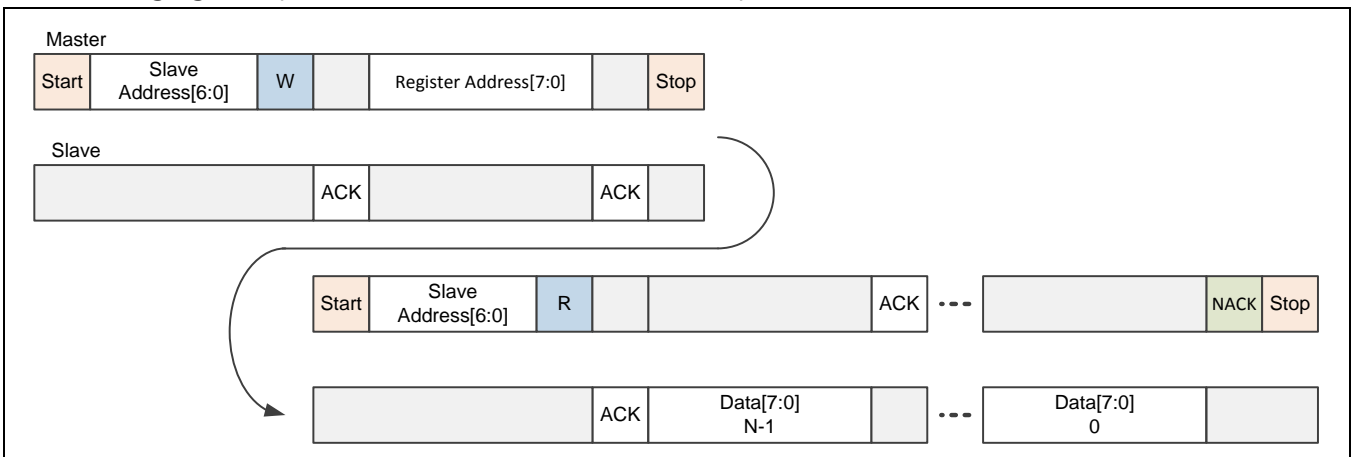 Master
Start
Slave
Address[6:0]
W
Register Address[7:0]
Stop
Slave
ACK
ACK
Start
Slave
Address[6:0]
R
ACK
NACK
Stop
ACK
Data[7:0]
N-1
Data[7:0]
0